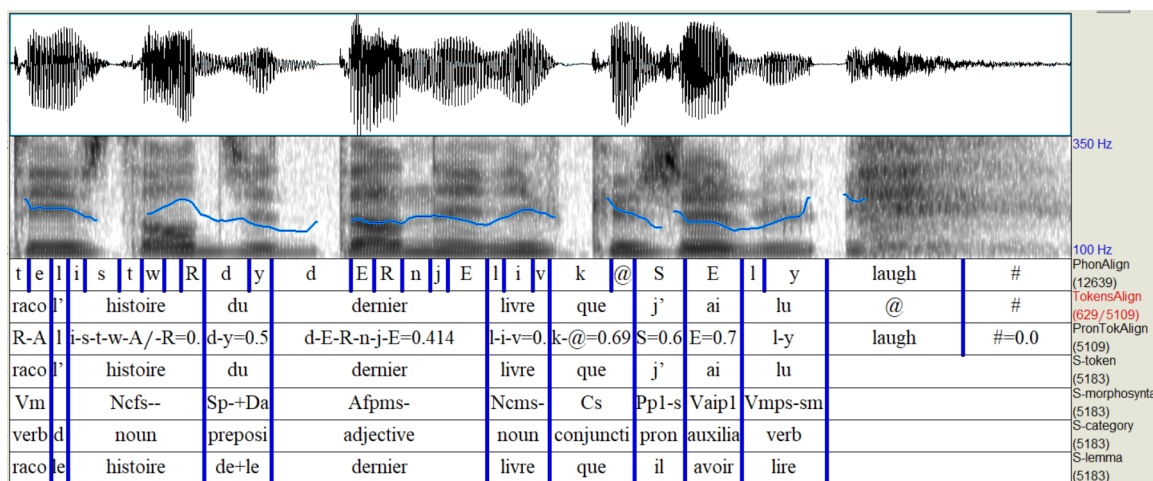 350 Hz
100 Hz
t e l i s t w R d y d E R n j E l i v k @ S E l y laugh # PhonAlign (12639)
raco l' histoire du dernier livre que j' ai lu @ # TokensAlign (629/5109)
R-A l i-s-t-w-A/-R=0. d-y=0.5 d-E-R-n-j-E=0.414 l-i-v=0. k-@=0.69 S=0.6 E=0.7 l-y laugh #=0.0 PronTokAlign (5109)
raco l' histoire du dernier livre que j' ai lu S-token (5183)
Vm Ncfs-- Sp-+Da Afpms- Ncms- Cs Pp1-s Vaip1 Vmps-sm S-morphosynta (5183)
verb d noun preposi adjective noun conjuncti pron auxilia verb S-category (5183)
raco le histoire de+le dernier livre que il avoir lire S-lemma (5183)